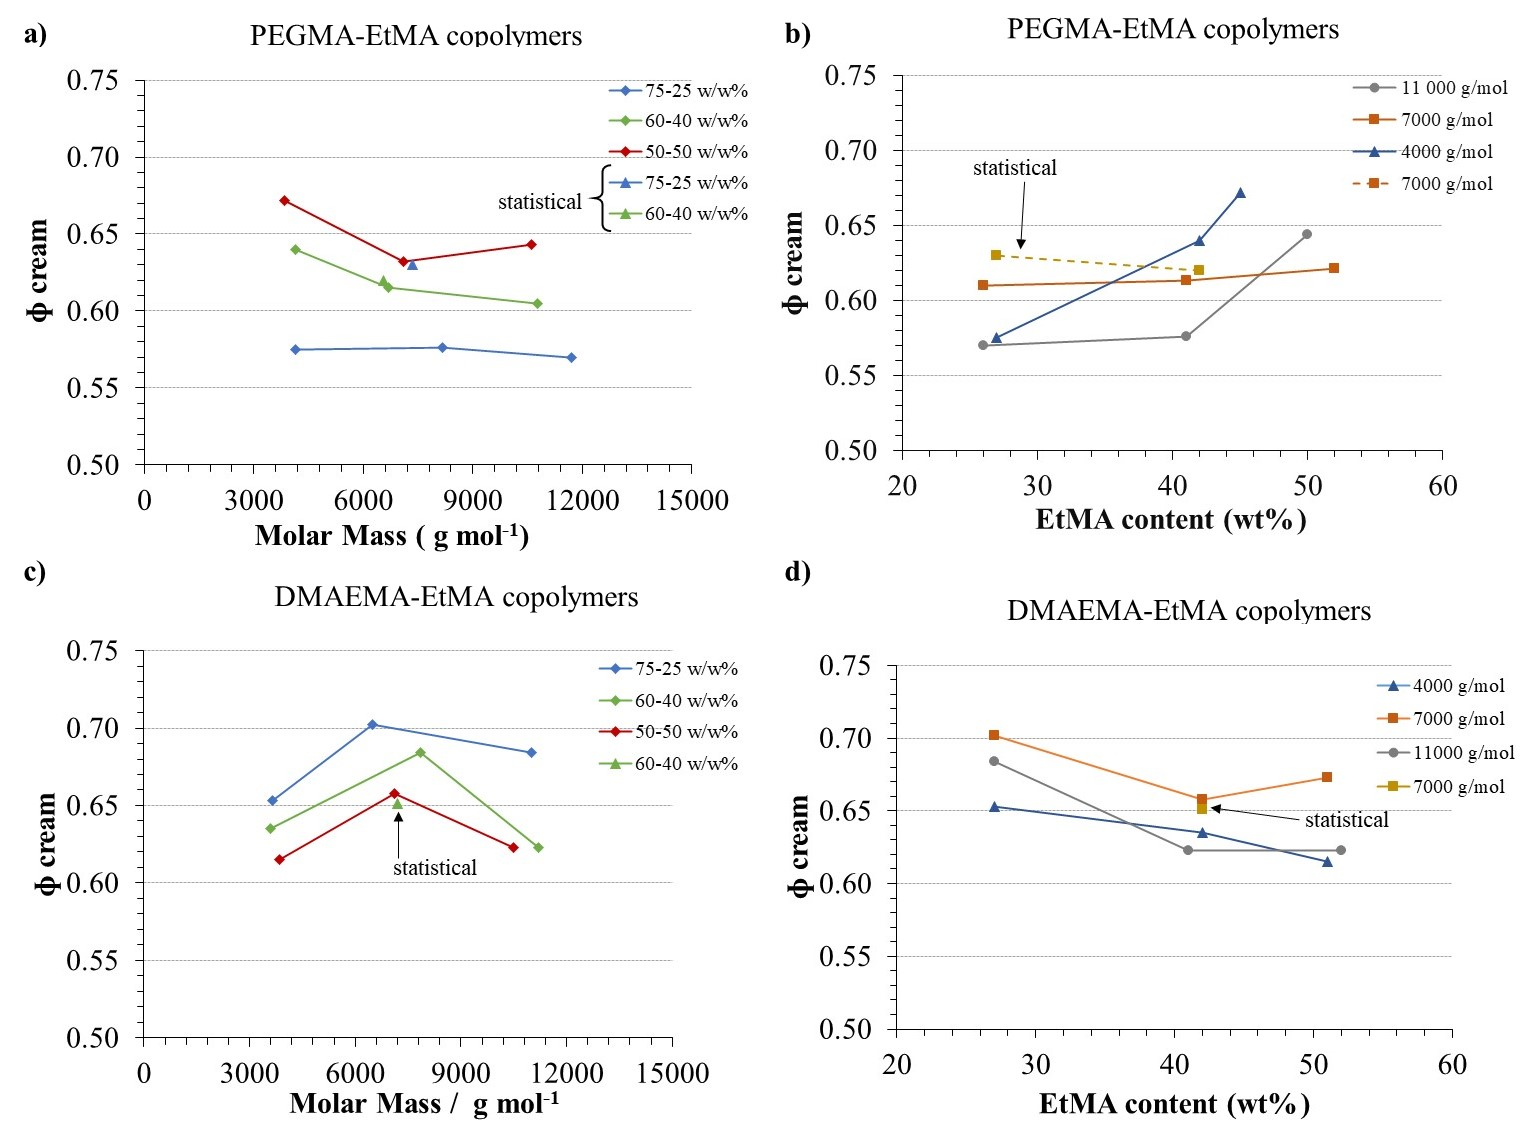 a)
PEGMA-EtMA copolymers
0.75
0.70
0.65
0.60
0.55
0.50
ϕ cream
75-25 w/w%
60-40 w/w%
50-50 w/w%
75-25 w/w%
60-40 w/w%
statistical
0 3000 6000 9000 12000 15000
Molar Mass ( g mol⁻¹)
b)
PEGMA-EtMA copolymers
0.75
0.70
0.65
0.60
0.55
0.50
ϕ cream
11 000 g/mol
7000 g/mol
4000 g/mol
7000 g/mol
statistical
20 30 40 50 60
EtMA content (wt%)
c)
DMAEMA-EtMA copolymers
0.75
0.70
0.65
0.60
0.55
0.50
ϕ cream
75-25 w/w%
60-40 w/w%
50-50 w/w%
60-40 w/w%
statistical
0 3000 6000 9000 12000 15000
Molar Mass / g mol⁻¹
d)
DMAEMA-EtMA copolymers
0.75
0.70
0.65
0.60
0.55
0.50
ϕ cream
4000 g/mol
7000 g/mol
11000 g/mol
7000 g/mol
statistical
20 30 40 50 60
EtMA content (wt%)